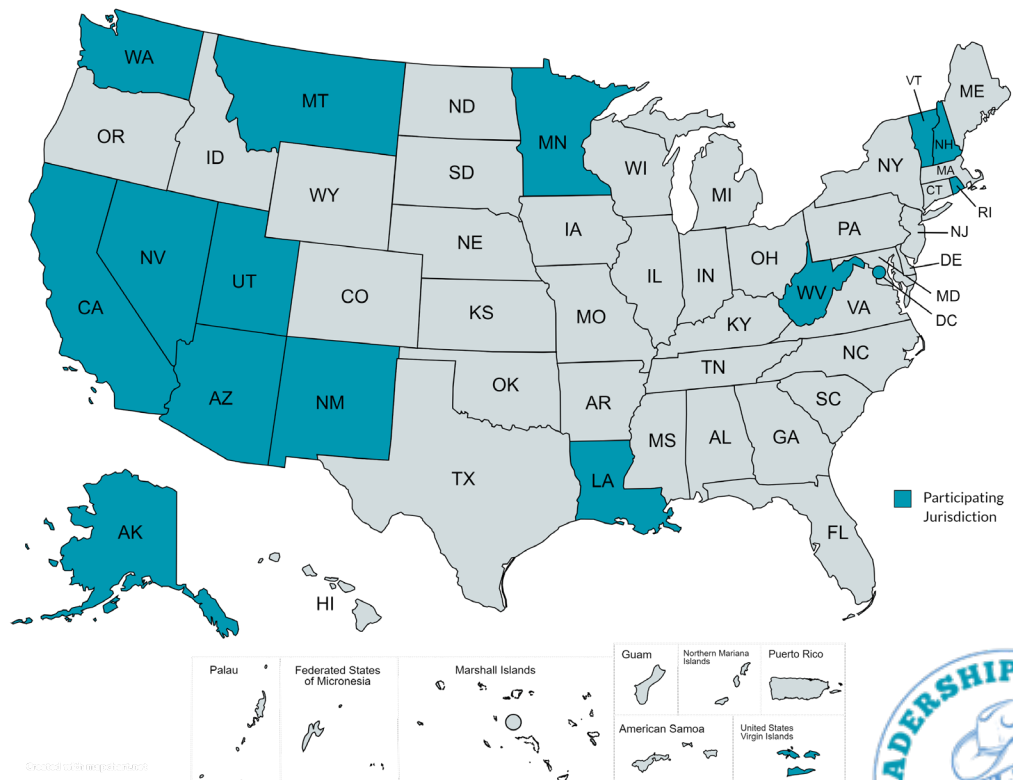 WA
MT
ND
MN
OR
ID
SD
WY
WI
MI
NY
VT
NH
ME
MA
CT
RI
NJ
PA
DE
MD
DC
NE
IA
IL
IN
OH
WV
VA
NV
UT
CO
KS
MO
KY
CA
AZ
NM
OK
AR
TN
NC
SC
MS
AL
GA
TX
LA
FL
AK
HI
Participating
Jurisdiction
Palau
Federated States
of Micronesia
Marshall Islands
Guam
Northern Mariana
Islands
Puerto Rico
American Samoa
United States
Virgin Islands
ADERSHIP